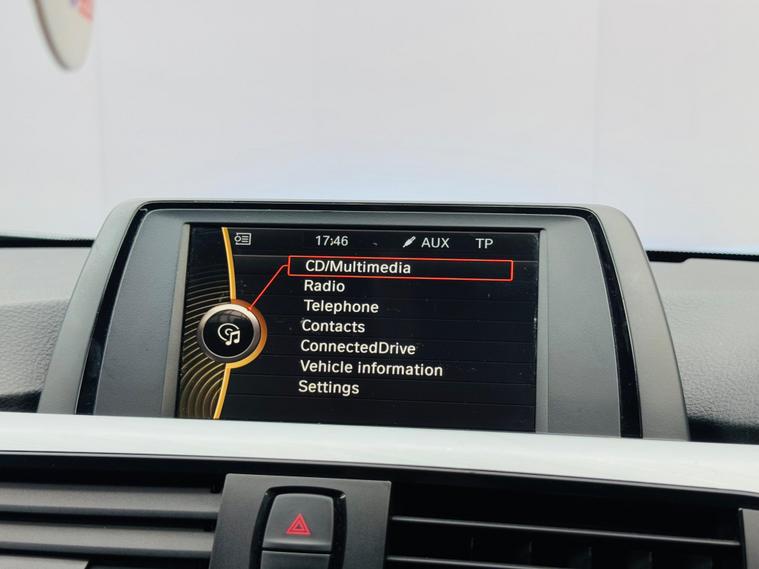 17:46 AUX TP
CD/Multimedia
Radio
Telephone
Contacts
ConnectedDrive
Vehicle information
Settings